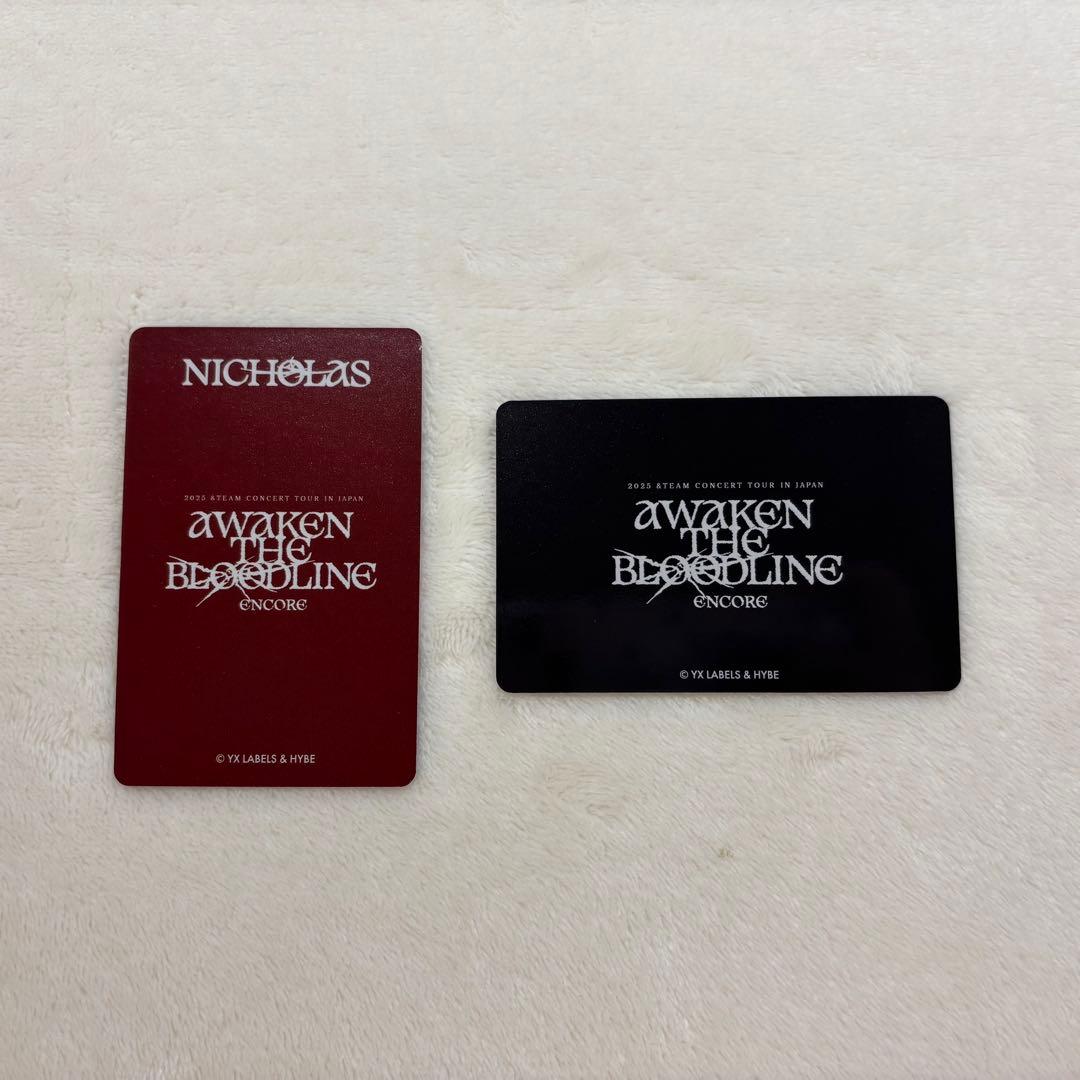 NICHOLAS
2025 &TEAM CONCERT TOUR IN JAPAN
AWAKEN
THE
BLOODLINE
ENCORE
© YX LABELS & HYBE
2025 &TEAM CONCERT TOUR IN JAPAN
AWAKEN
THE
BLOODLINE
ENCORE
© YX LABELS & HYBE